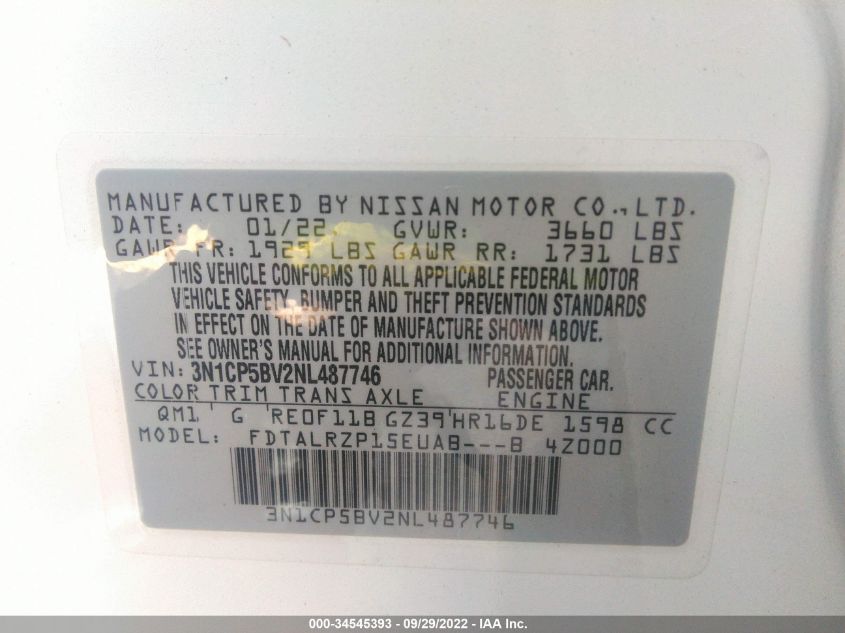 MANUFACTURED BY NISSAN MOTOR CO., LTD.
DATE: 01/22 GVWR: 3660 LBS
GAWR FR: 1929 LBS GAWR RR: 1731 LBS
THIS VEHICLE CONFORMS TO ALL APPLICABLE FEDERAL MOTOR
VEHICLE SAFETY, BUMPER AND THEFT PREVENTION STANDARDS
IN EFFECT ON THE DATE OF MANUFACTURE SHOWN ABOVE.
SEE OWNER'S MANUAL FOR ADDITIONAL INFORMATION.
VIN: 3N1CP5BV2NL487746 PASSENGER CAR.
COLOR TRIM TRANS AXLE ENGINE
QM1' G 'RE0F11B GZ39'HR16DE 1598 CC
MODEL: FDTALRZP15EUAB---B 4Z000
3N1CP5BV2NL487746
000-34545393 - 09/29/2022 - IAA Inc.